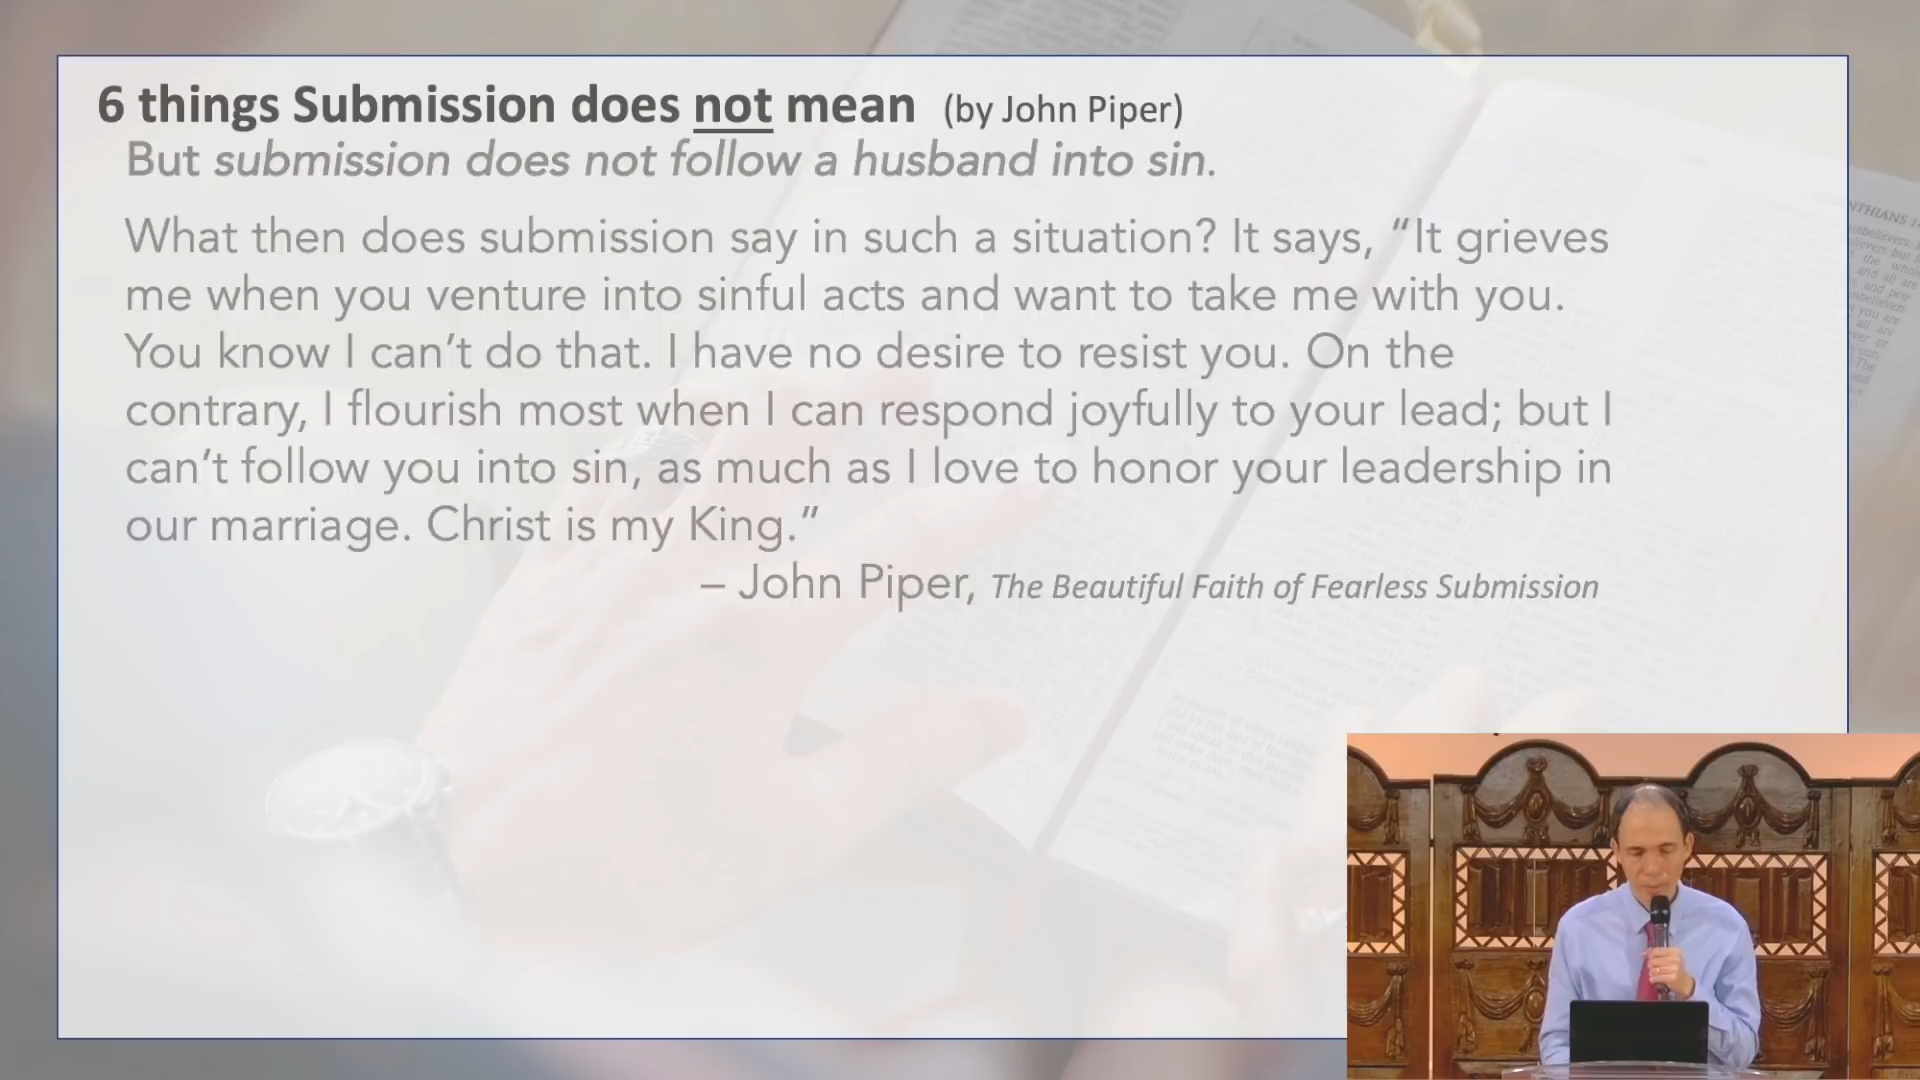 6 things Submission does not mean (by John Piper)
But submission does not follow a husband into sin.
What then does submission say in such a situation? It says, “It grieves
me when you venture into sinful acts and want to take me with you.
You know I can’t do that. I have no desire to resist you. On the
contrary, I flourish most when I can respond joyfully to your lead; but I
can’t follow you into sin, as much as I love to honor your leadership in
our marriage. Christ is my King.”
– John Piper, The Beautiful Faith of Fearless Submission